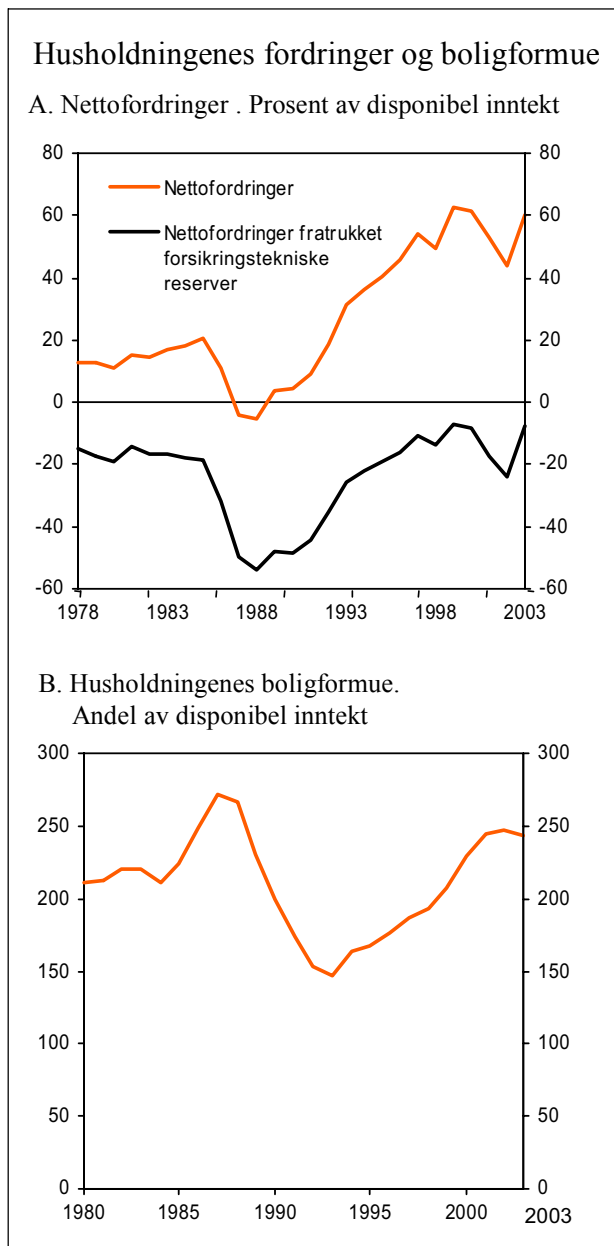 Husholdningenes fordringer og boligformue
A. Nettofordringer . Prosent av disponibel inntekt
80 80
Nettofordringer
60 60
Nettofordringer fratrukket
forsikringstekniske
reserver
40 40
20 20
0 0
-20 -20
-40 -40
-60 -60
1978 1983 1988 1993 1998 2003
B. Husholdningenes boligformue.
Andel av disponibel inntekt
300 300
250 250
200 200
150 150
100 100
50 50
0 0
1980 1985 1990 1995 2000 2003